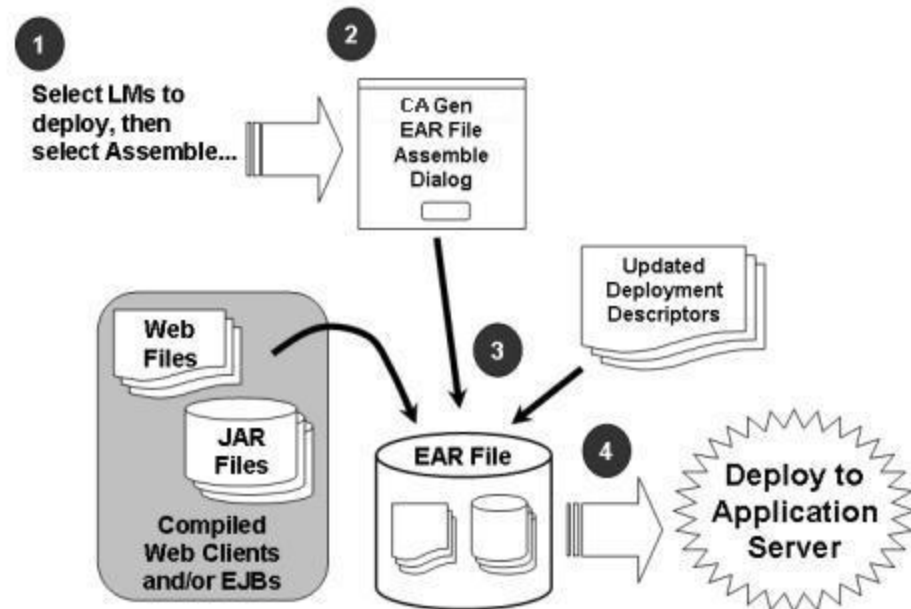 1
Select LMs to
deploy, then
select Assemble...
2
CA Gen
EAR File
Assemble
Dialog
Updated
Deployment
Descriptors
Web
Files
JAR
Files
Compiled
Web Clients
and/or EJBs
3
EAR File
4
Deploy to
Application
Server